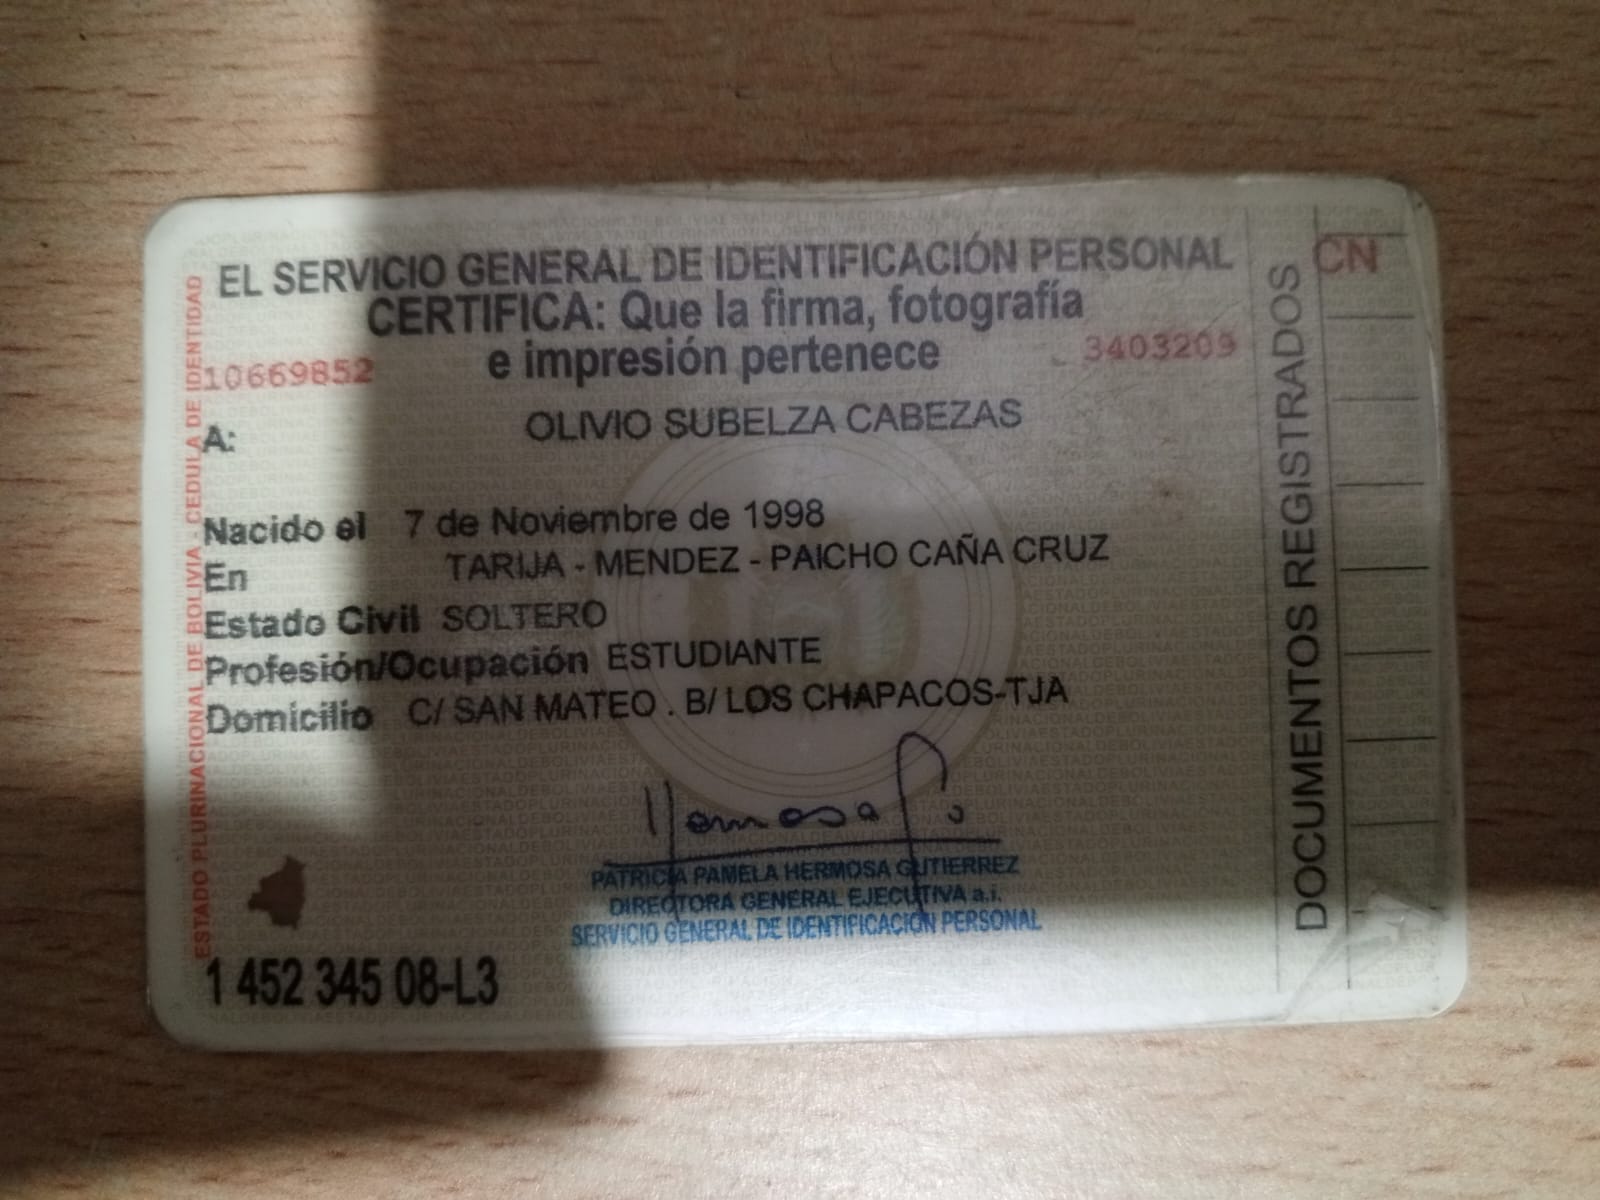 EL SERVICIO GENERAL DE IDENTIFICACIÓN PERSONAL
CERTIFICA: Que la firma, fotografía
e impresión pertenece
10669852
3403209
A: OLIVIO SUBELZA CABEZAS
Nacido el 7 de Noviembre de 1998
En TARIJA - MENDEZ - PAICHO CAÑA CRUZ
Estado Civil SOLTERO
Profesión/Ocupación ESTUDIANTE
Domicilio C/ SAN MATEO . B/ LOS CHAPACOS-TJA
PATRICIA PAMELA HERMOSA GUTIERREZ
DIRECTORA GENERAL EJECUTIVA a.i.
SERVICIO GENERAL DE IDENTIFICACIÓN PERSONAL
1 452 345 08-L3
ESTADO PLURINACIONAL DE BOLIVIA - CEDULA DE IDENTIDAD
DOCUMENTOS REGISTRADOS
CN